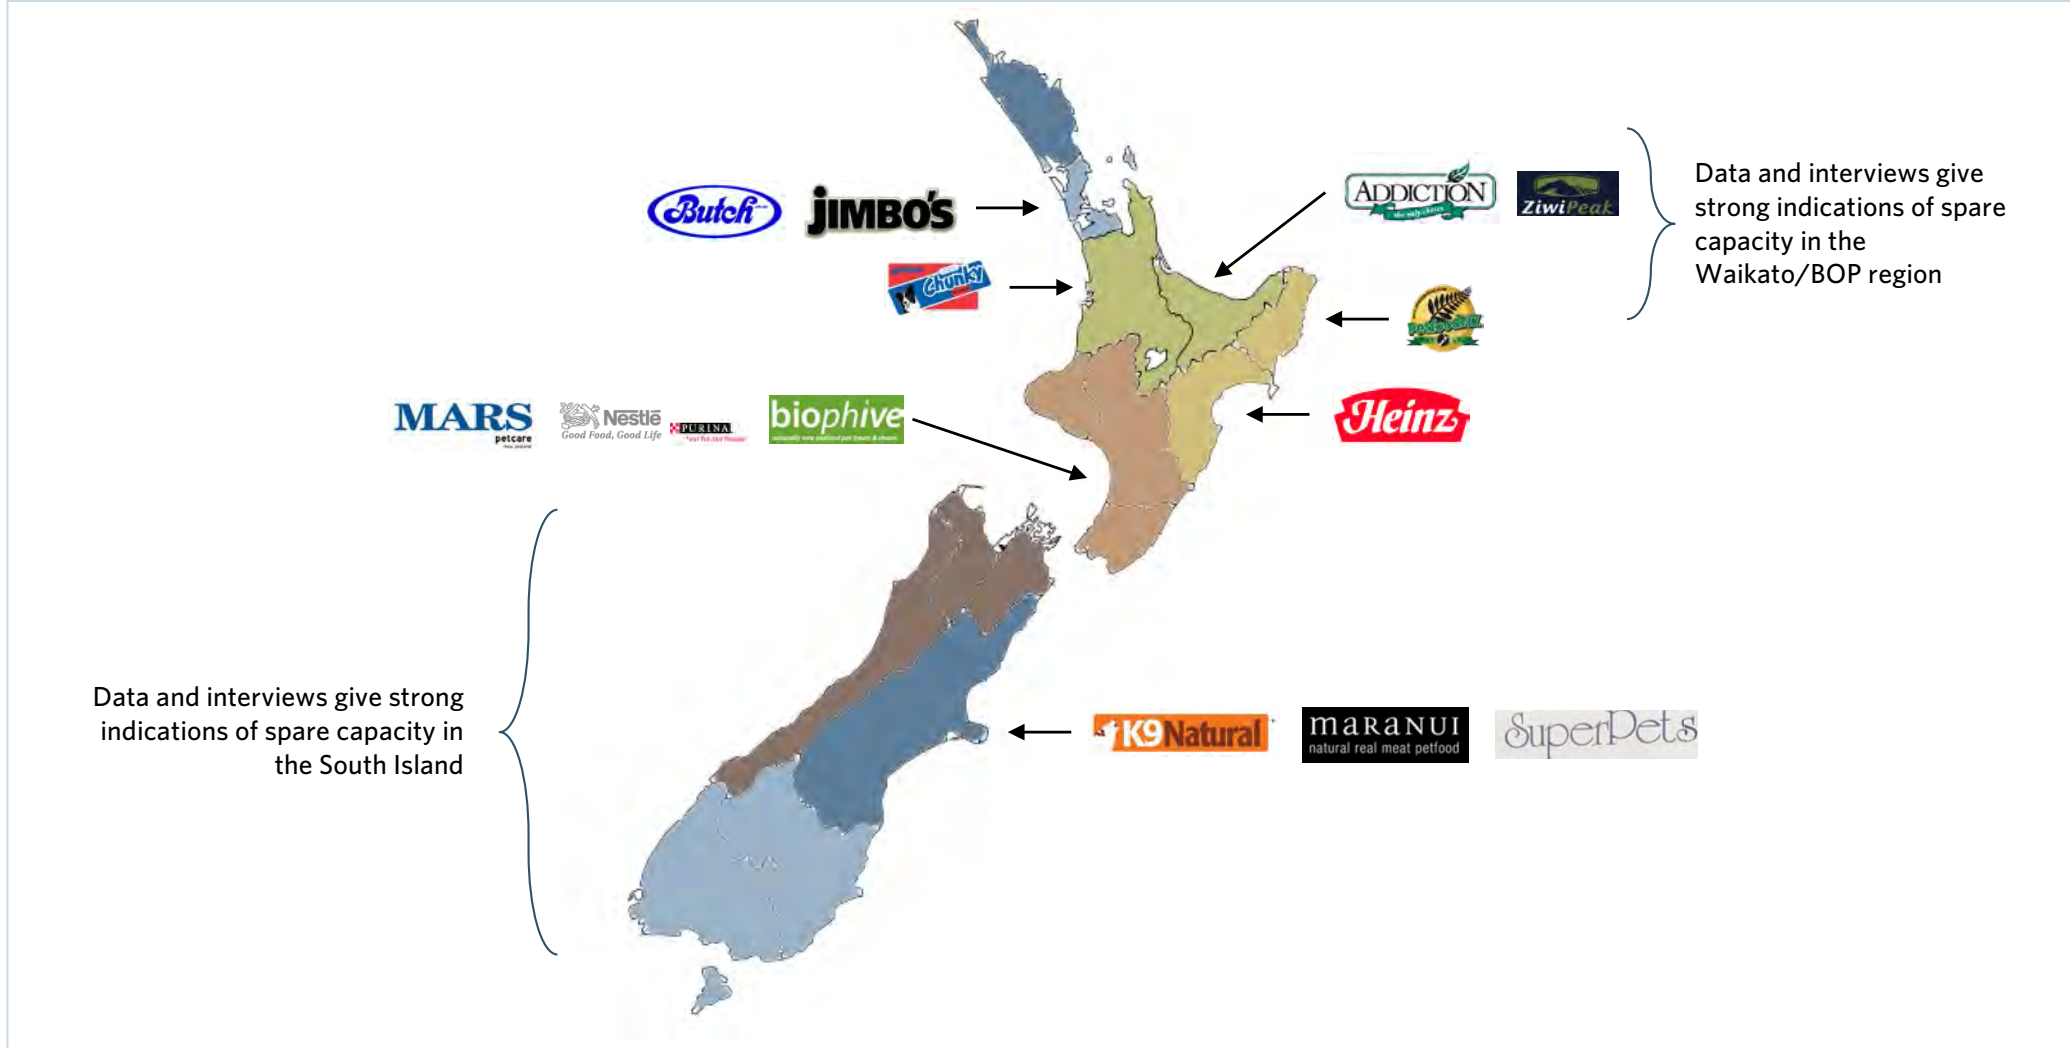 Data and interviews give
strong indications of spare
capacity in the
Waikato/BOP region
ADDICTION
ZiwiPeak
Butch
JIMBO'S
Chunky
PetfoodNZ
MARS
petcare
Nestlé
Good Food, Good Life
PURINA
biophive
Heinz
Data and interviews give strong
indications of spare capacity in
the South Island
K9Natural
maranui
natural real meat petfood
SuperPets